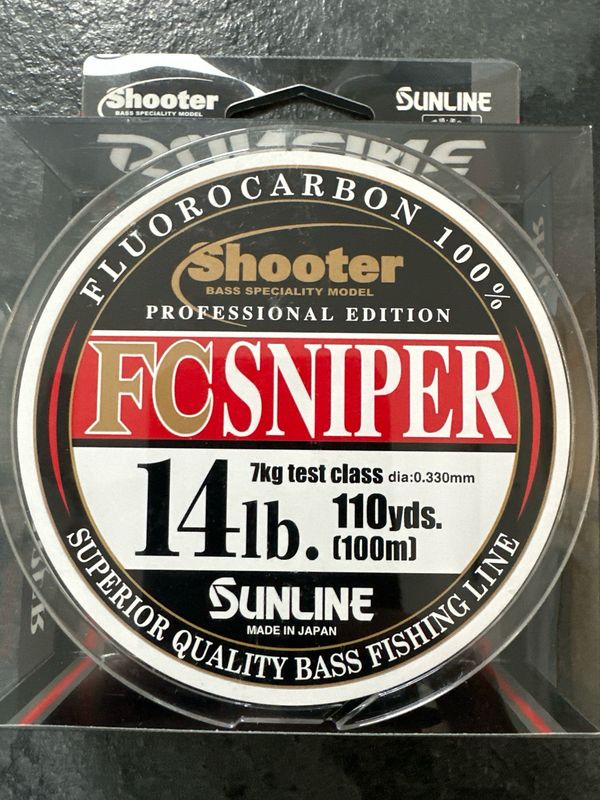 Shooter
BASS SPECIALITY MODEL
SUNLINE
SUNLINE
FLUOROCARBON 100%
Shooter
BASS SPECIALITY MODEL
PROFESSIONAL EDITION
FC SNIPER
7kg test class dia:0.330mm
14lb.
110yds.
(100m)
SUNLINE
MADE IN JAPAN
SUPERIOR QUALITY BASS FISHING LINE